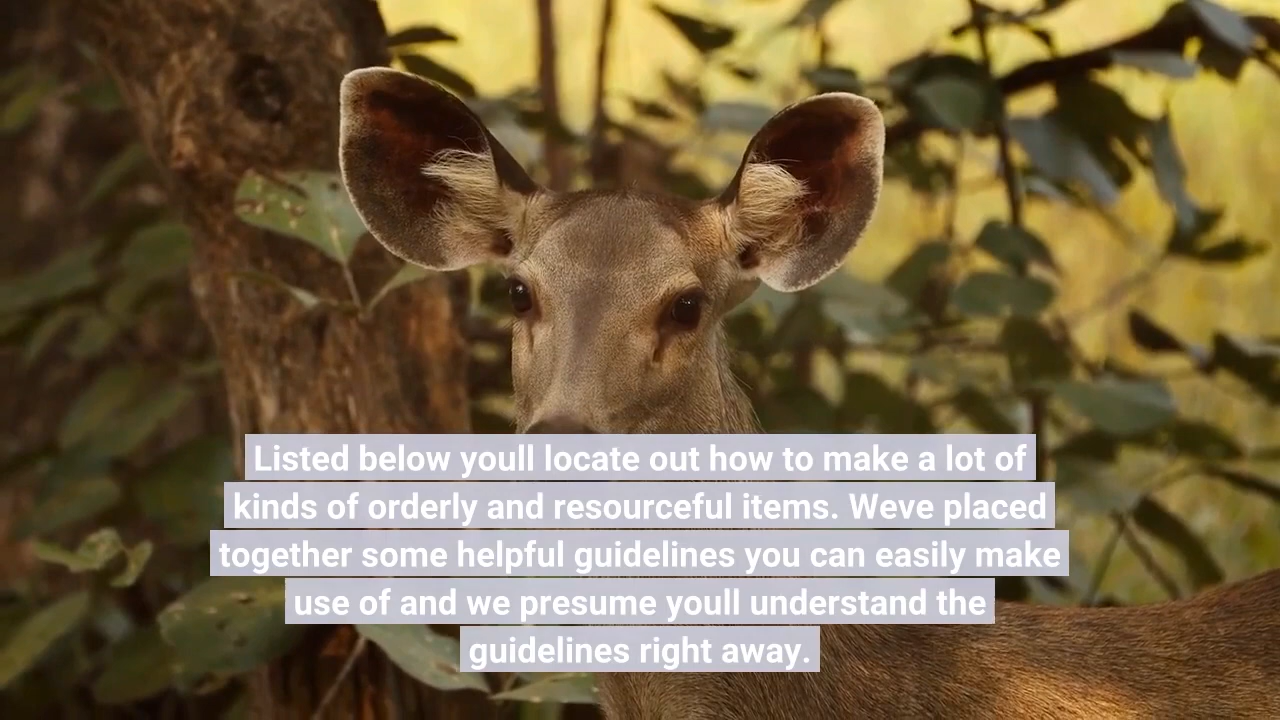 Listed below youll locate out how to make a lot of
kinds of orderly and resourceful items. Weve placed
together some helpful guidelines you can easily make
use of and we presume youll understand the
guidelines right away.